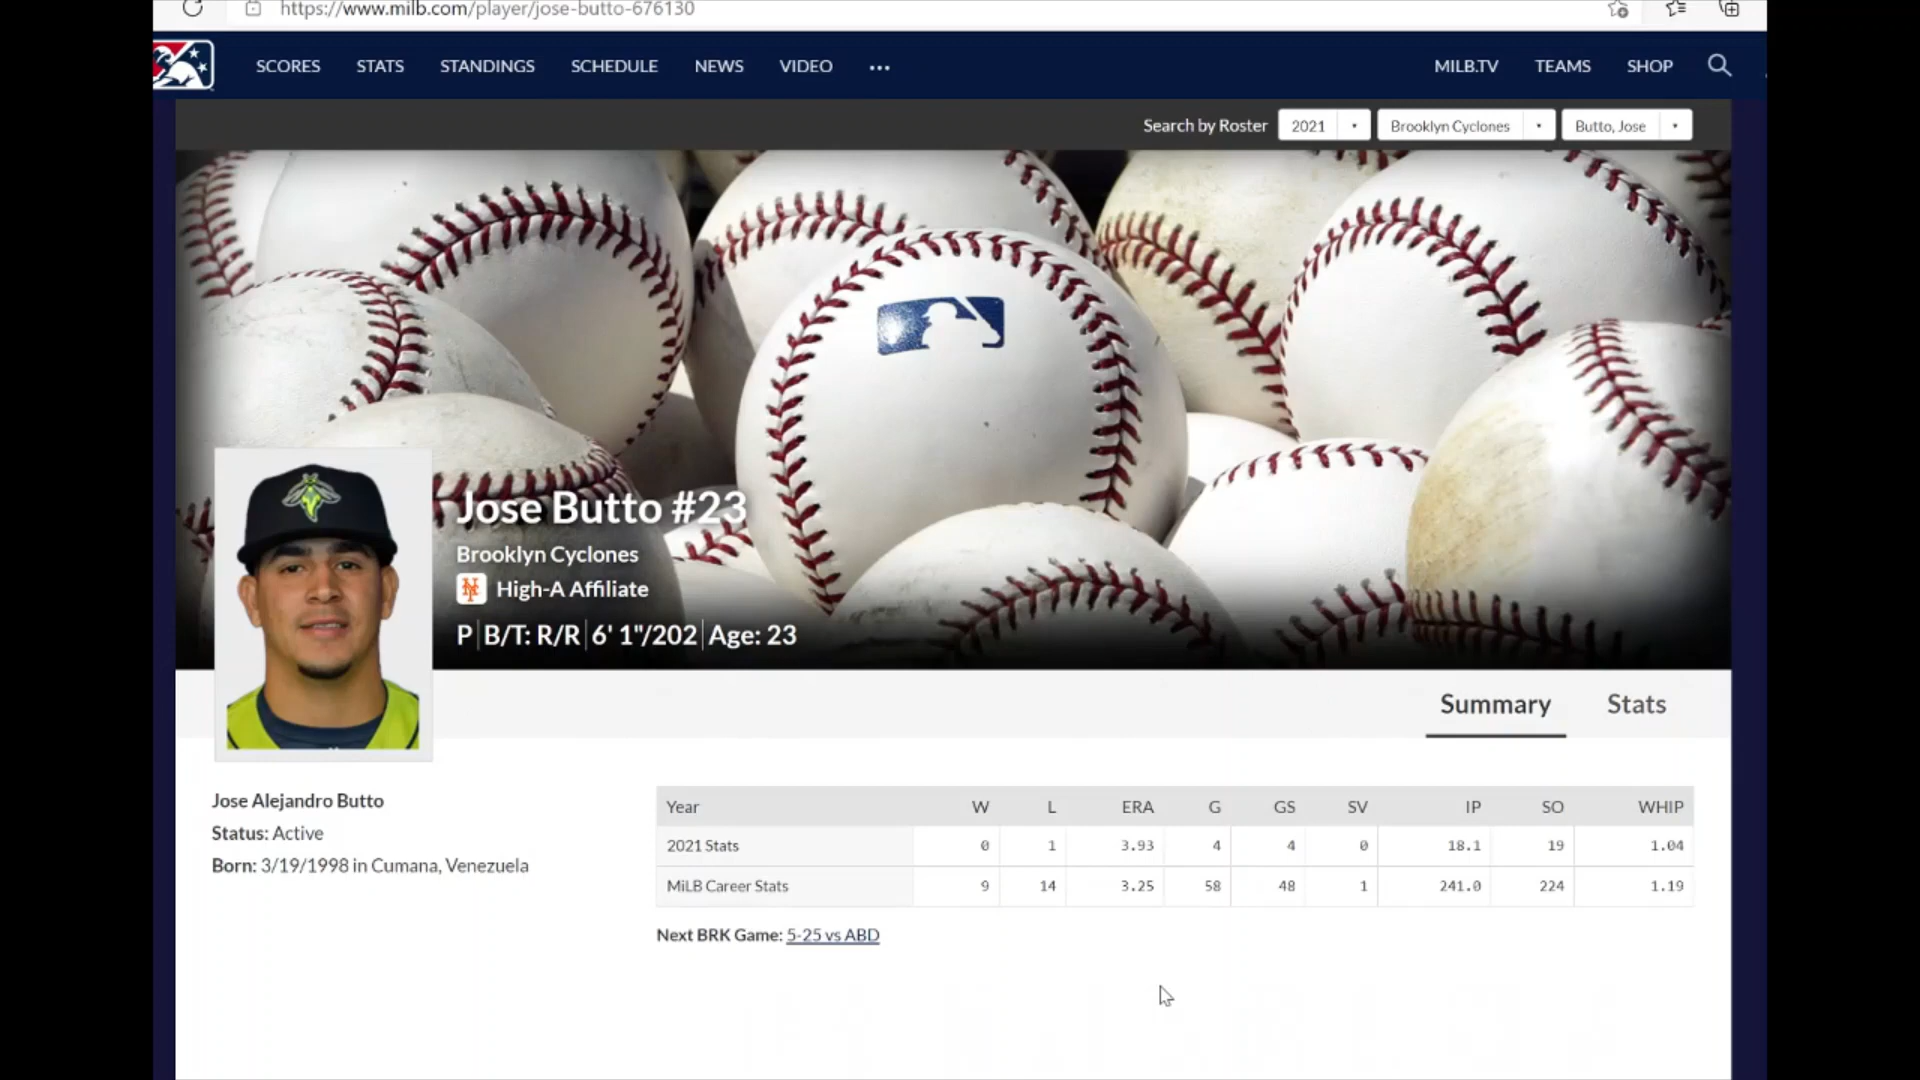 https://www.milb.com/player/jose-butto-676130
SCORES STATS STANDINGS SCHEDULE NEWS VIDEO ••• MILB.TV TEAMS SHOP
Search by Roster 2021 Brooklyn Cyclones Butto, Jose
Jose Butto #23
Brooklyn Cyclones
NY High-A Affiliate
P B/T: R/R 6' 1"/202 Age: 23
Summary Stats
Jose Alejandro Butto
Status: Active
Born: 3/19/1998 in Cumana, Venezuela
Year W L ERA G GS SV IP SO WHIP
2021 Stats 0 1 3.93 4 4 0 18.1 19 1.04
MiLB Career Stats 9 14 3.25 58 48 1 241.0 224 1.19
Next BRK Game: 5-25 vs ABD